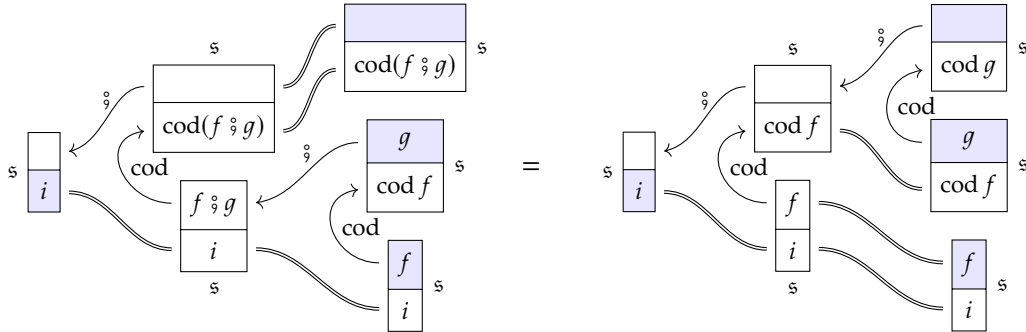 𝔰
𝔰
cod(f ⨟ g)
⨟
cod(f ⨟ g)
𝔰
i
cod
⨟
g
cod f
𝔰
f ⨟ g
i
𝔰
cod
f
i
𝔰
=
𝔰
⨟
𝔰
cod g
⨟
cod f
cod
𝔰
i
cod
g
cod f
𝔰
f
i
𝔰
f
i
𝔰